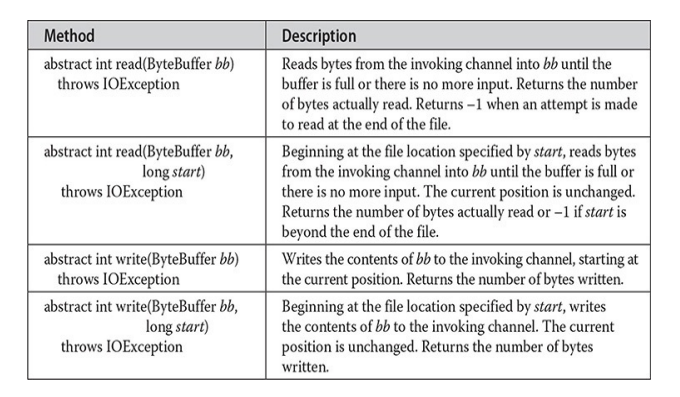 Method Description
abstract int read(ByteBuffer bb)
throws IOException
Reads bytes from the invoking channel into bb until the
buffer is full or there is no more input. Returns the number
of bytes actually read. Returns –1 when an attempt is made
to read at the end of the file.
abstract int read(ByteBuffer bb,
long start)
throws IOException
Beginning at the file location specified by start, reads bytes
from the invoking channel into bb until the buffer is full or
there is no more input. The current position is unchanged.
Returns the number of bytes actually read or –1 if start is
beyond the end of the file.
abstract int write(ByteBuffer bb)
throws IOException
Writes the contents of bb to the invoking channel, starting at
the current position. Returns the number of bytes written.
abstract int write(ByteBuffer bb,
long start)
throws IOException
Beginning at the file location specified by start, writes
the contents of bb to the invoking channel. The current
position is unchanged. Returns the number of bytes
written.